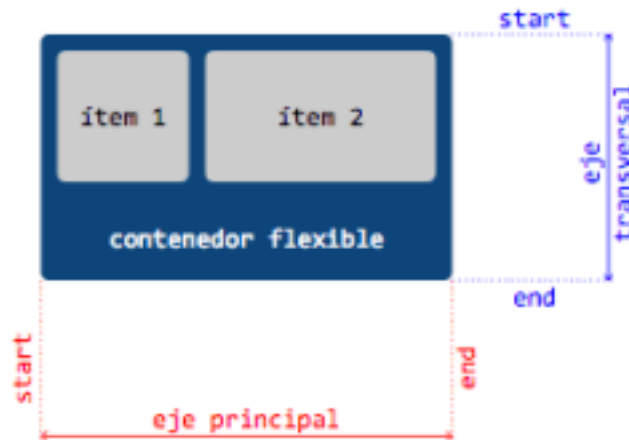 start
ítem 1
ítem 2
eje
transversal
contenedor flexible
end
start
end
eje principal